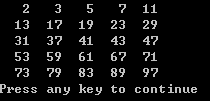 2 3 5 7 11
13 17 19 23 29
31 37 41 43 47
53 59 61 67 71
73 79 83 89 97
Press any key to continue